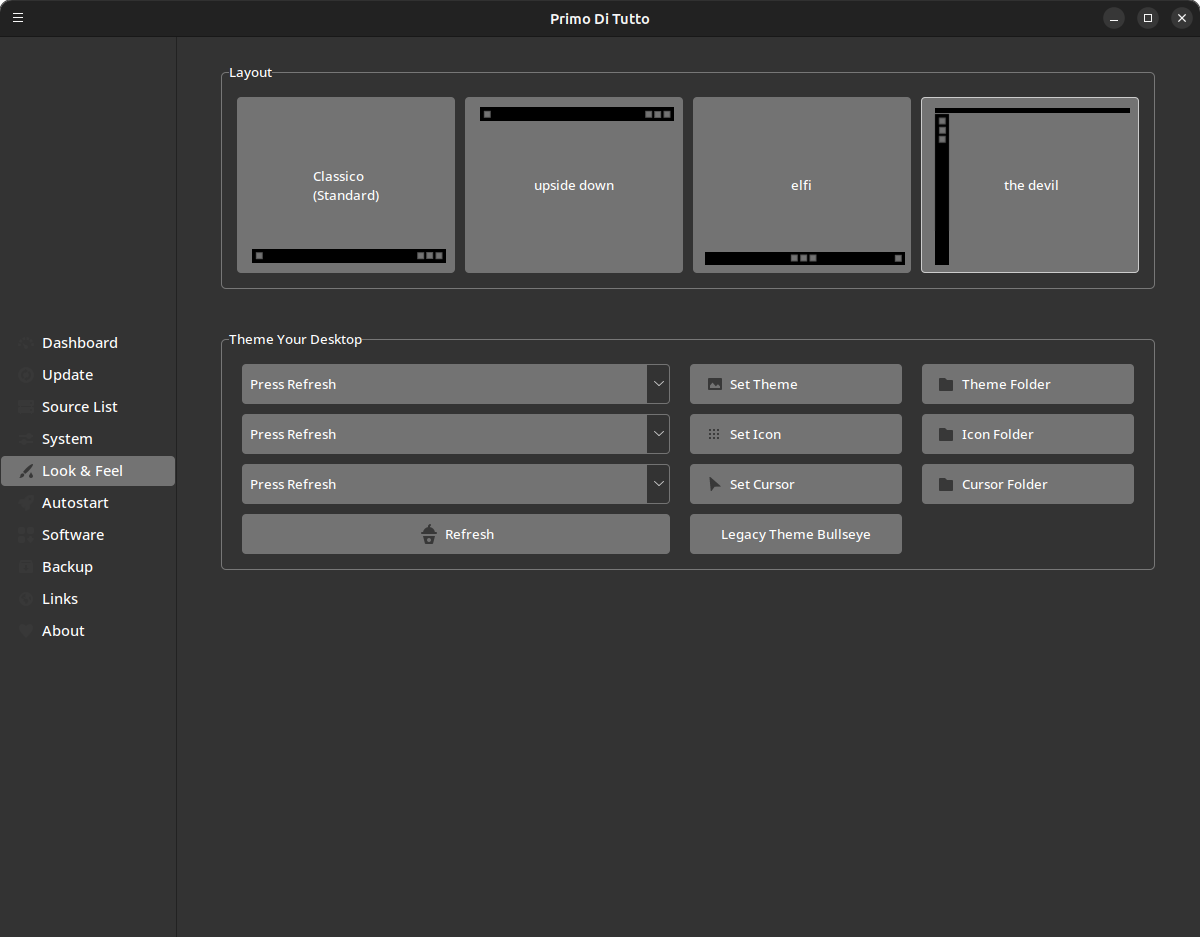 Primo Di Tutto
Dashboard
Update
Source List
System
Look & Feel
Autostart
Software
Backup
Links
About
Layout
Classico
(Standard)
upside down
elfi
the devil
Theme Your Desktop
Press Refresh
Set Theme
Theme Folder
Press Refresh
Set Icon
Icon Folder
Press Refresh
Set Cursor
Cursor Folder
Refresh
Legacy Theme Bullseye